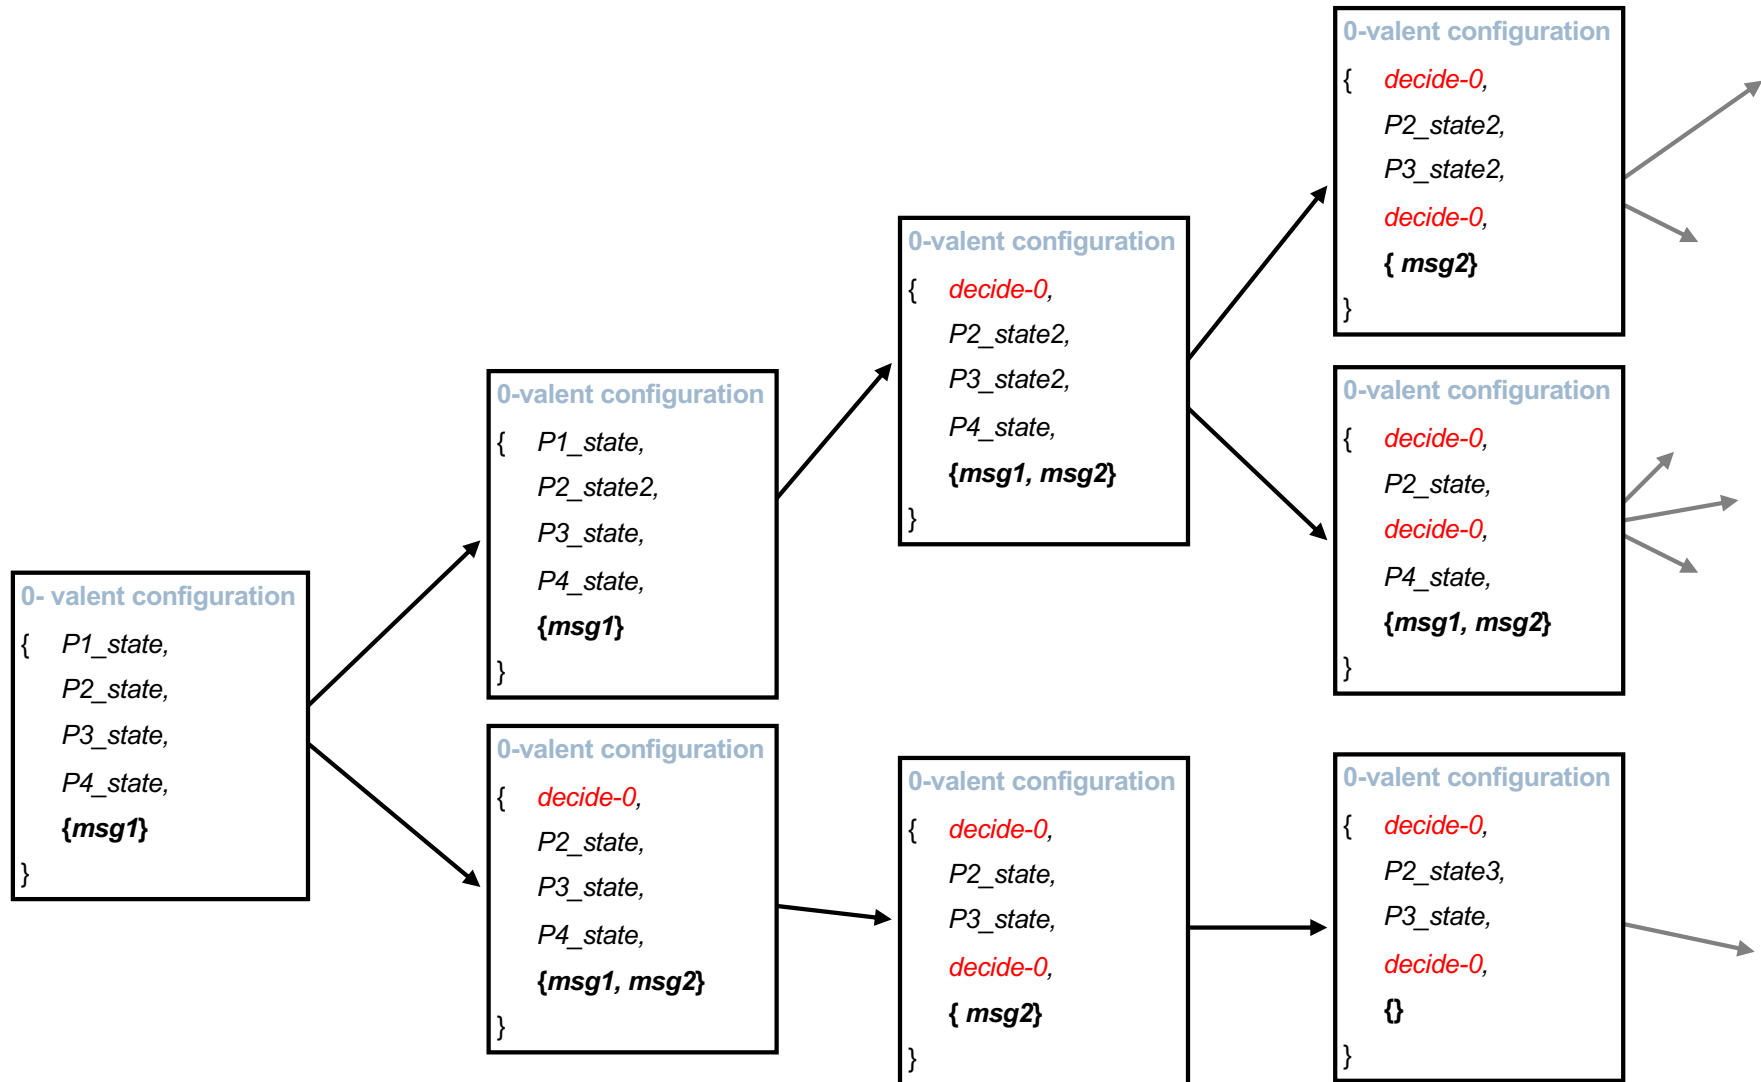 0- valent configuration
{ P1_state,
P2_state,
P3_state,
P4_state,
{msg1}
}
0-valent configuration
{ P1_state,
P2_state2,
P3_state,
P4_state,
{msg1}
}
0-valent configuration
{ decide-0,
P2_state,
P3_state,
P4_state,
{msg1, msg2}
}
0-valent configuration
{ decide-0,
P2_state2,
P3_state2,
P4_state,
{msg1, msg2}
}
0-valent configuration
{ decide-0,
P2_state,
P3_state,
decide-0,
{ msg2}
}
0-valent configuration
{ decide-0,
P2_state2,
P3_state2,
decide-0,
{ msg2}
}
0-valent configuration
{ decide-0,
P2_state,
decide-0,
P4_state,
{msg1, msg2}
}
0-valent configuration
{ decide-0,
P2_state3,
P3_state,
decide-0,
{}
}